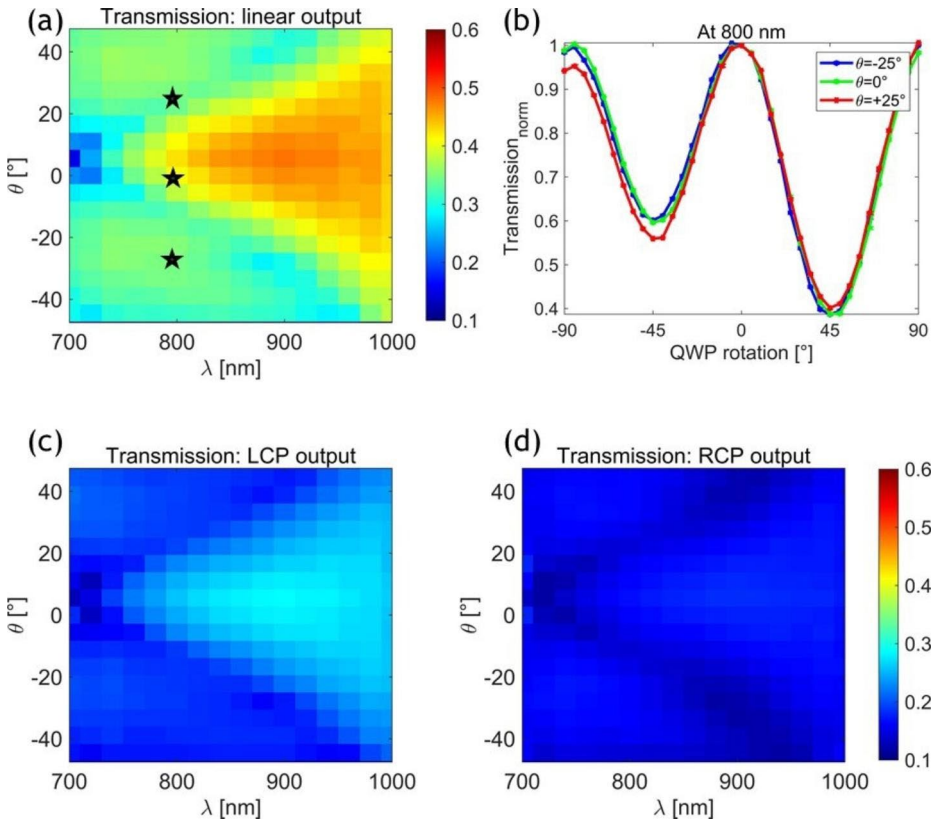 (a)
Transmission: linear output
40
20
0
-20
-40
θ [°]
700
800
900
1000
λ [nm]
0.6
0.5
0.4
0.3
0.2
0.1
(b)
At 800 nm
1
0.9
0.8
0.7
0.6
0.5
0.4
Transmission_norm
θ=-25°
θ=0°
θ=+25°
-90
-45
0
45
90
QWP rotation [°]
(c)
Transmission: LCP output
40
20
0
-20
-40
θ [°]
700
800
900
1000
λ [nm]
(d)
Transmission: RCP output
40
20
0
-20
-40
θ [°]
700
800
900
1000
λ [nm]
0.6
0.5
0.4
0.3
0.2
0.1